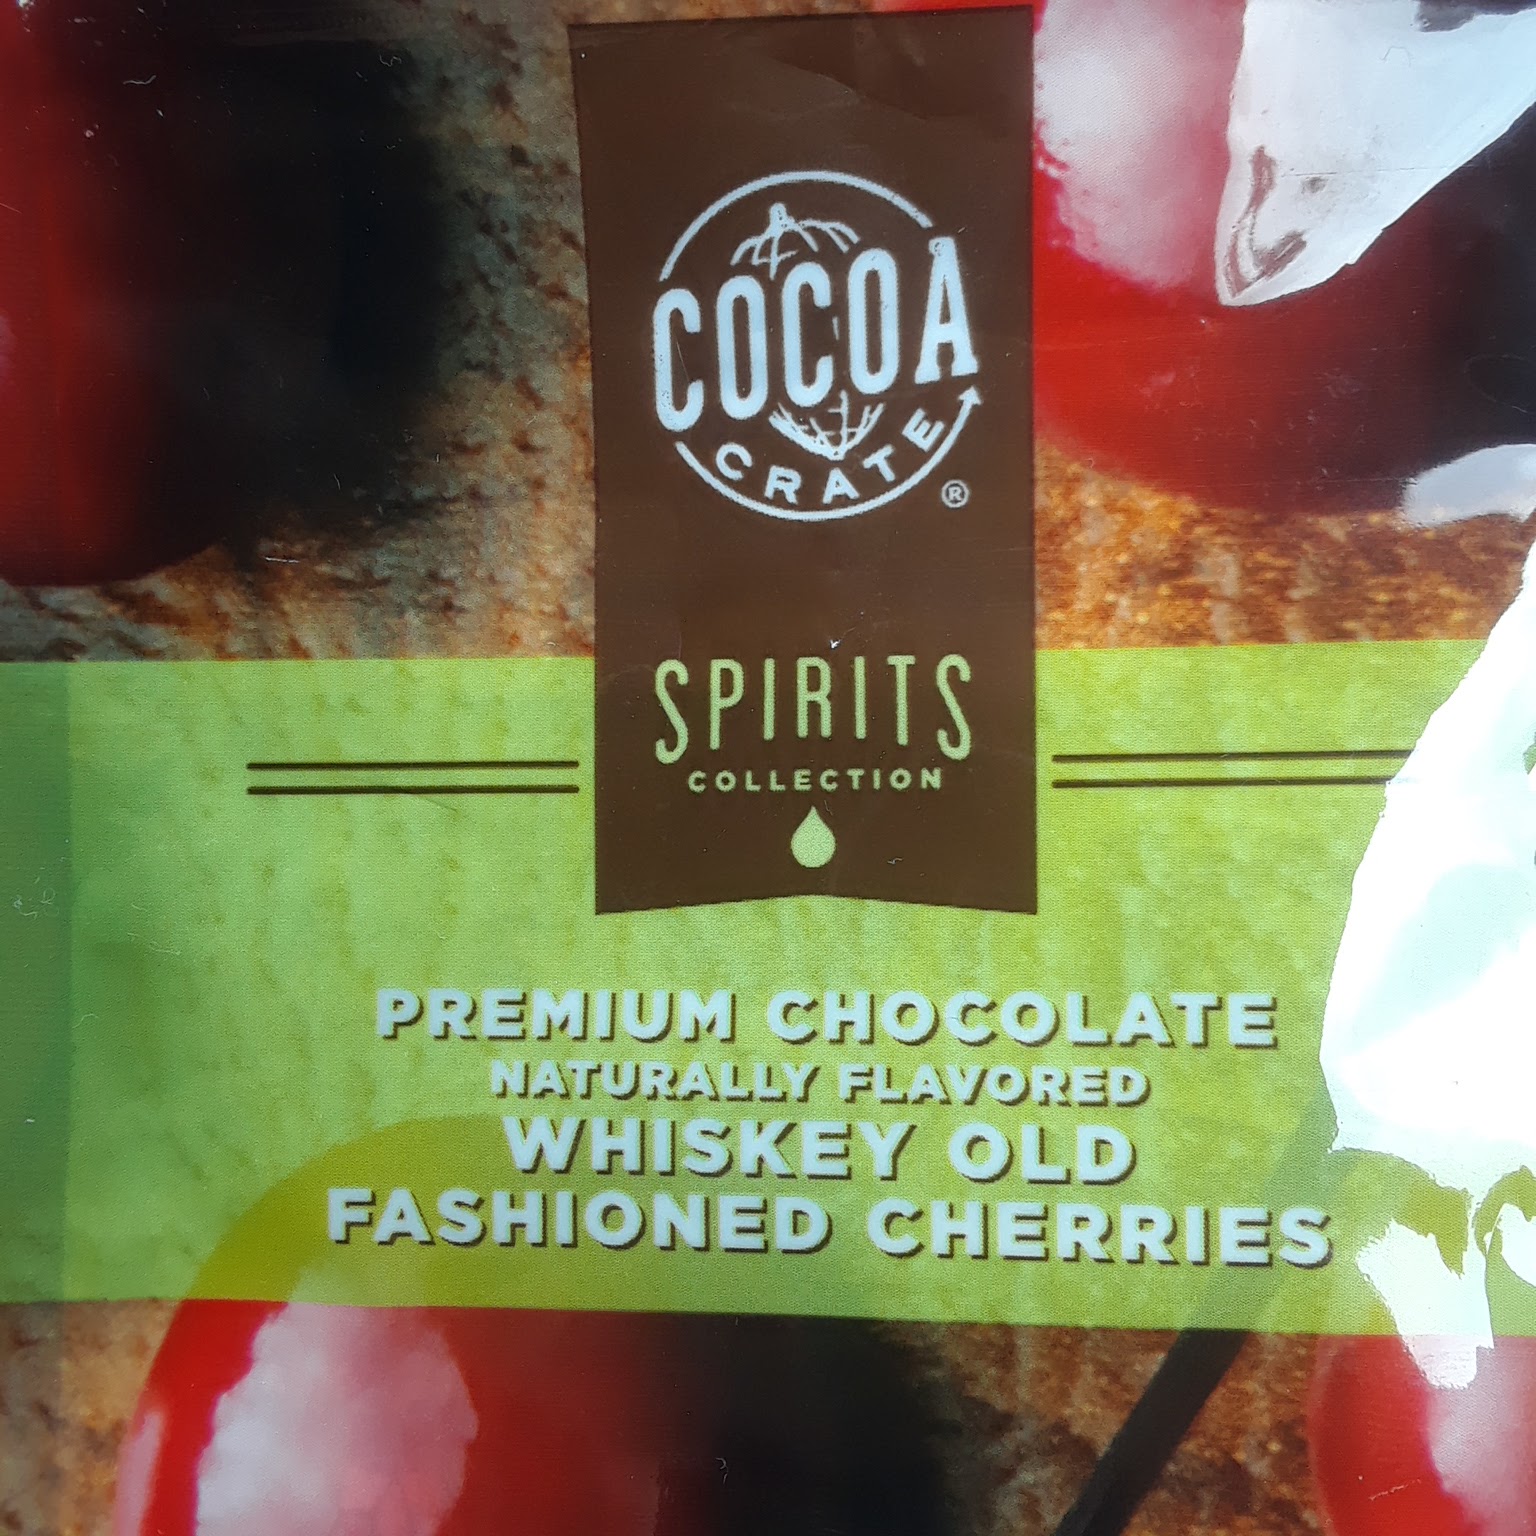 COCOA
CRATE ®
SPIRITS
COLLECTION
PREMIUM CHOCOLATE
NATURALLY FLAVORED
WHISKEY OLD
FASHIONED CHERRIES